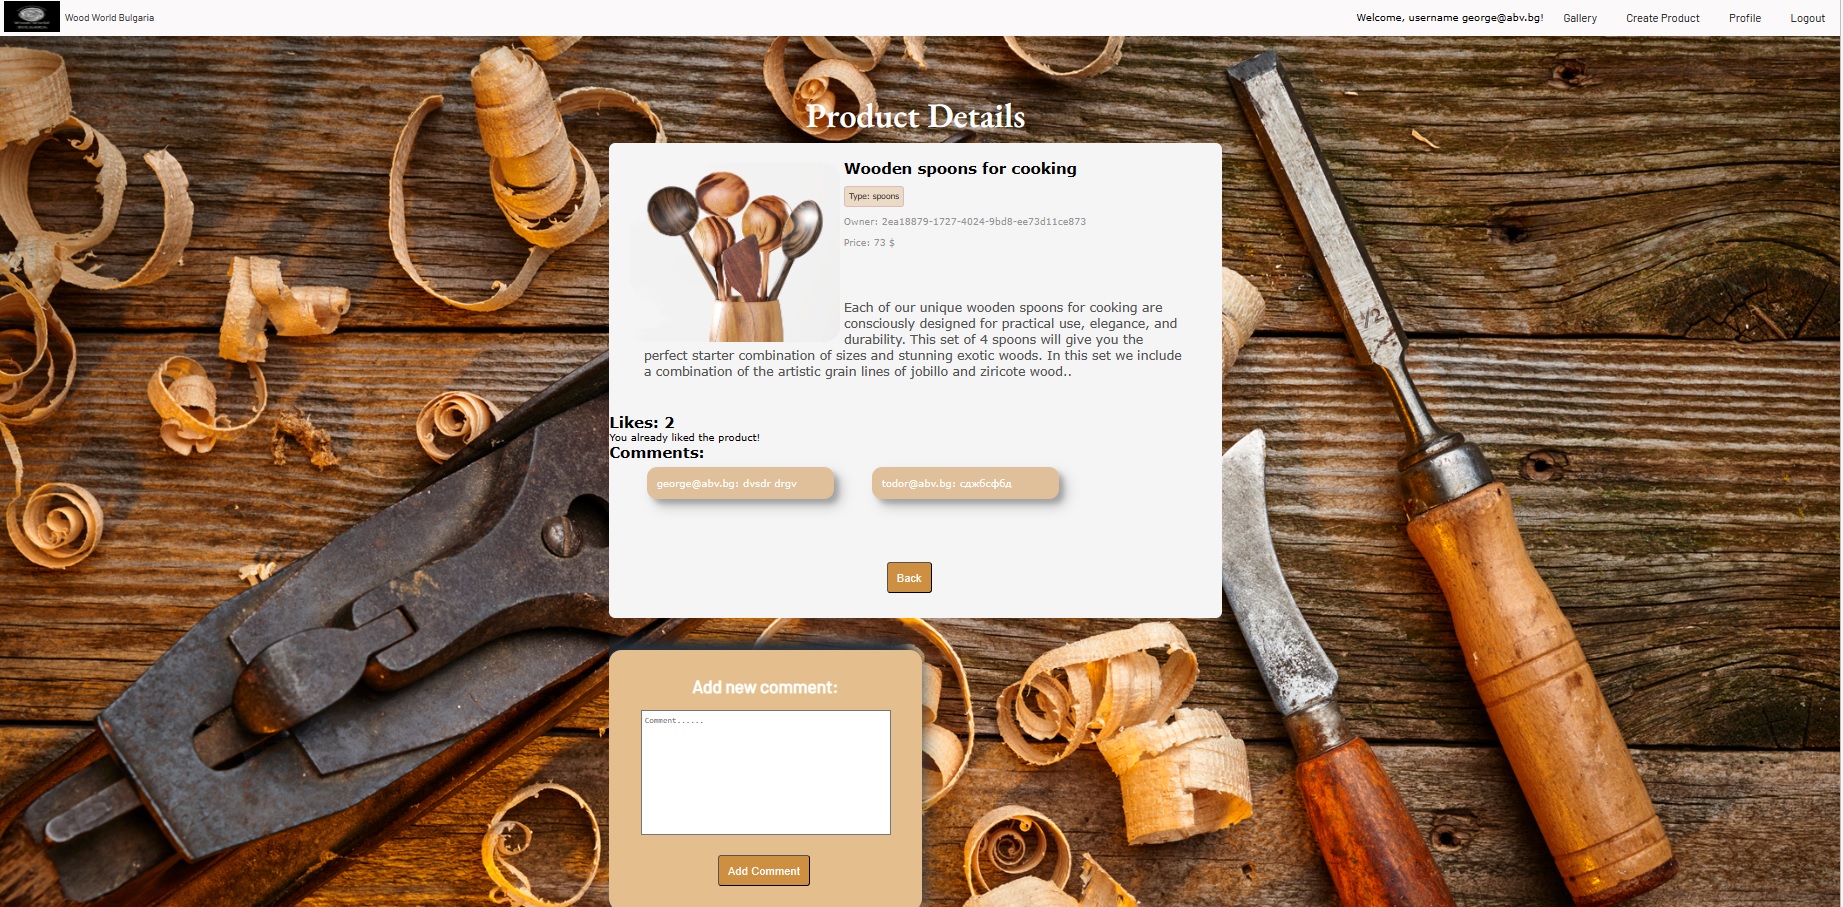 Wood World Bulgaria
Welcome, username george@abv.bg!
Gallery
Create Product
Profile
Logout
Product Details
Wooden spoons for cooking
Type: spoons
Owner: 2ea18879-1727-4024-9bd8-ee73d11ce873
Price: 73 $
Each of our unique wooden spoons for cooking are
consciously designed for practical use, elegance, and
durability. This set of 4 spoons will give you the
perfect starter combination of sizes and stunning exotic woods. In this set we include
a combination of the artistic grain lines of jobillo and ziricote wood..
Likes: 2
You already liked the product!
Comments:
george@abv.bg: dvsdr drgv
todor@abv.bg: сджбсфбд
Back
Add new comment:
Comment......
Add Comment
1/2